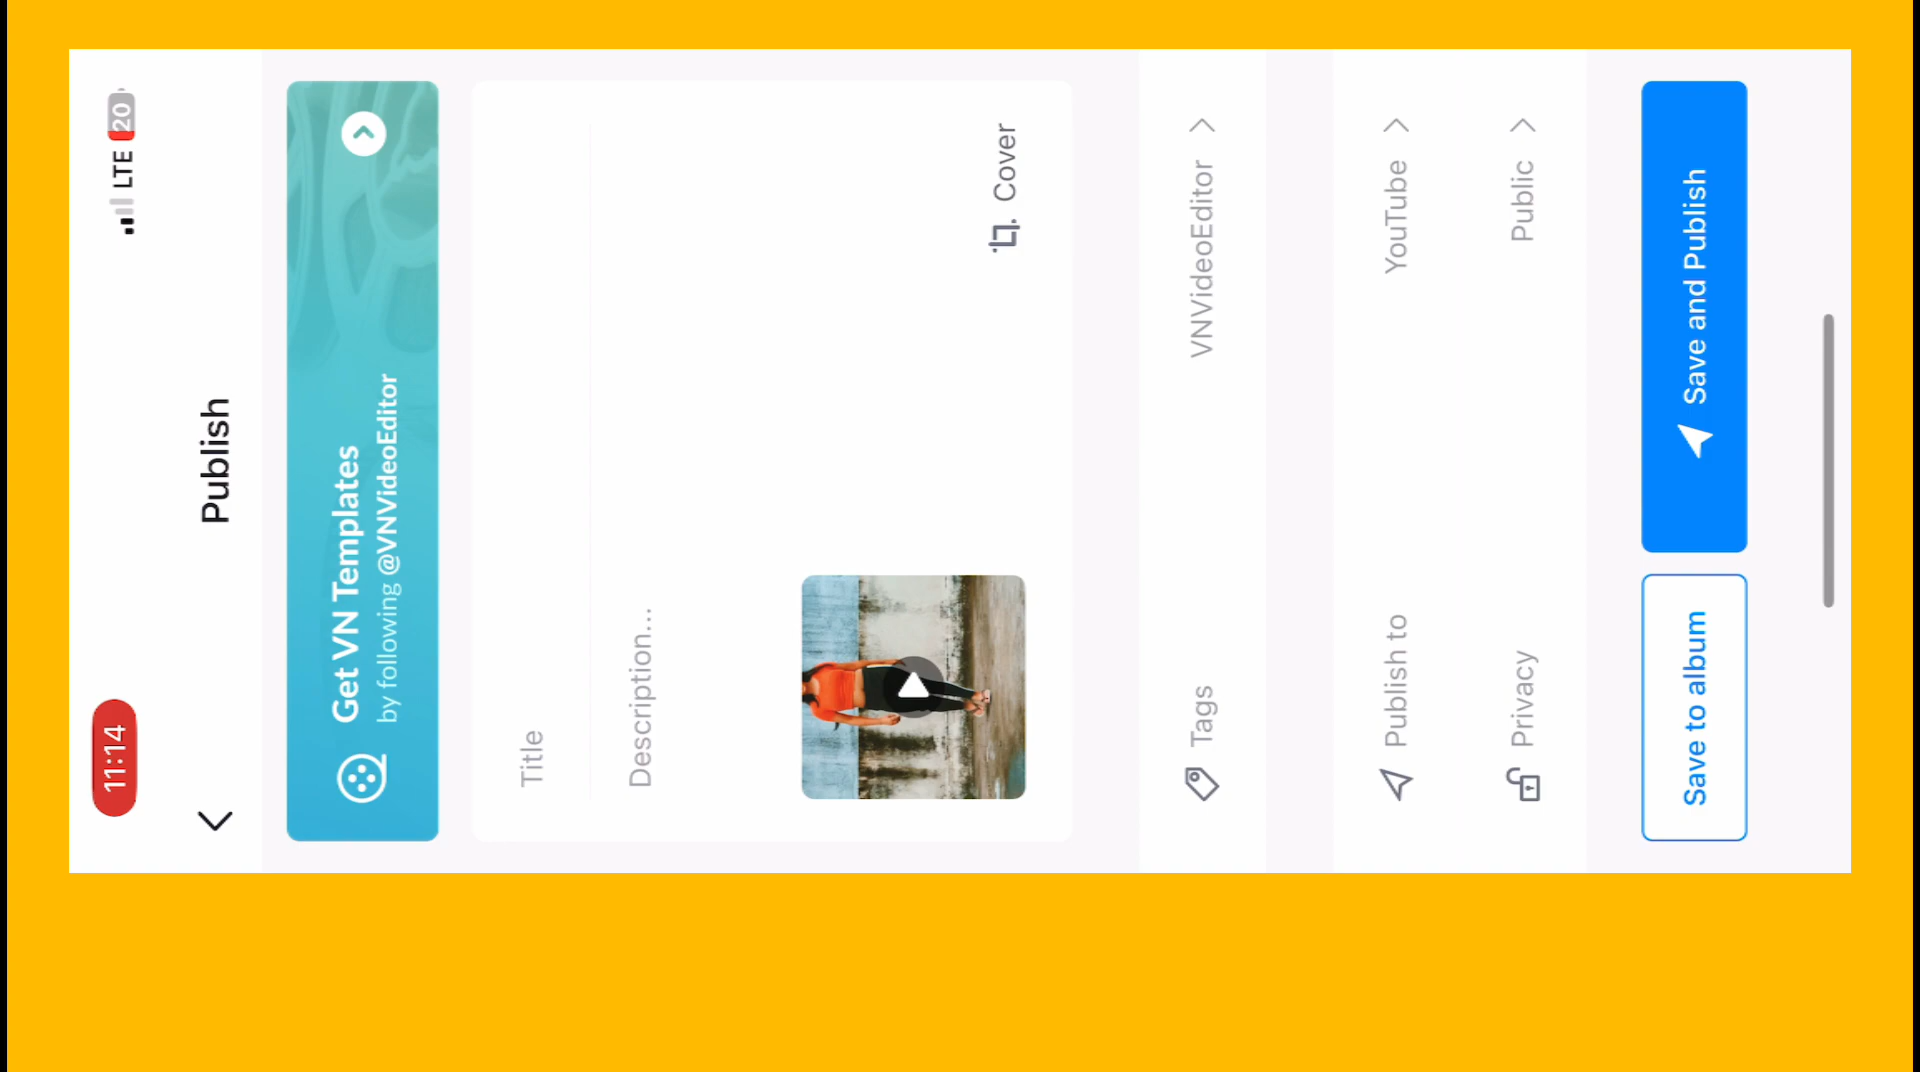 11:14
LTE 20
Publish
Get VN Templates
by following @VNVideoEditor
Title
Description...
Cover
Tags VNVideoEditor
Publish to YouTube
Privacy Public
Save to album
Save and Publish